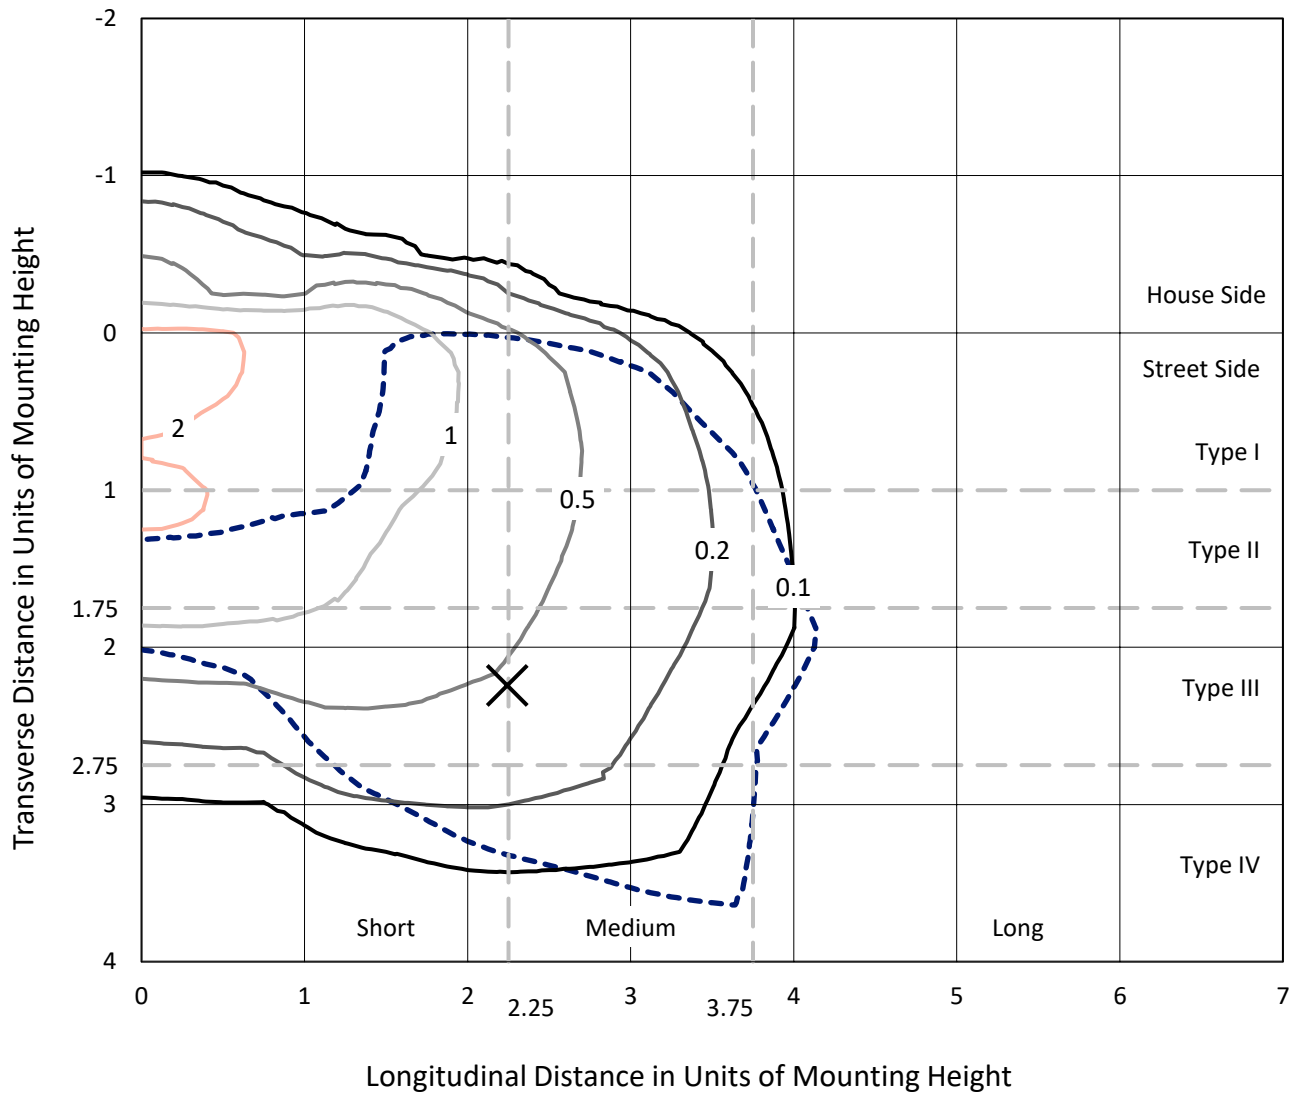 -2
-1
House Side
0
Street Side
2
1
Type I
1
0.5
0.2
Type II
0.1
1.75
2
Type III
2.75
3
Type IV
Short
Medium
Long
4
0
1
2
2.25
3
3.75
4
5
6
7
Transverse Distance in Units of Mounting Height
Longitudinal Distance in Units of Mounting Height